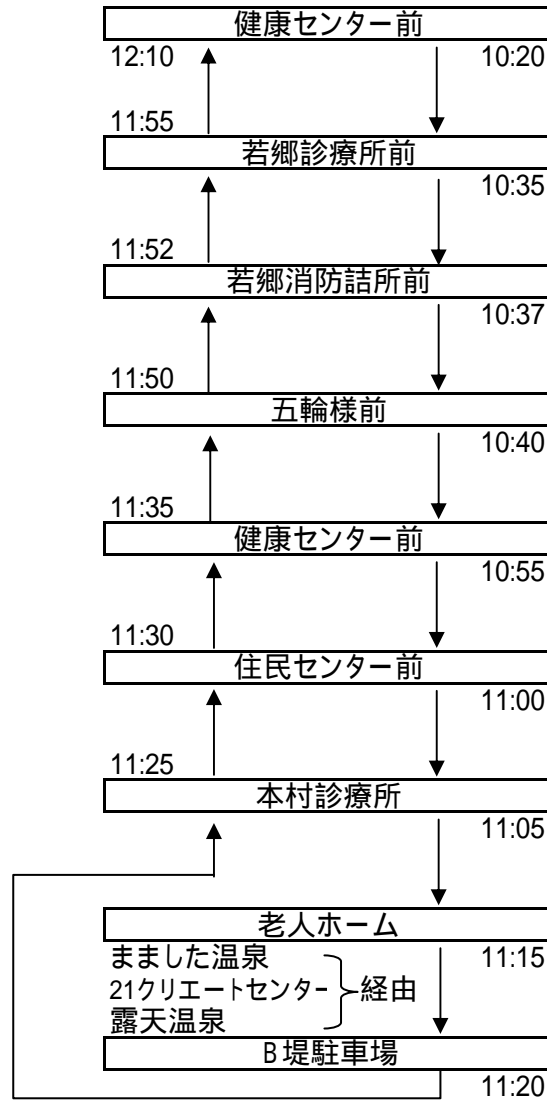 健康センター前
12:10 10:20
11:55
若郷診療所前
10:35
11:52
若郷消防詰所前
10:37
11:50
五輪様前
10:40
11:35
健康センター前
10:55
11:30
住民センター前
11:00
11:25
本村診療所
11:05
老人ホーム
まました温泉 11:15
21クリエートセンター 経由
露天温泉
B堤駐車場
11:20